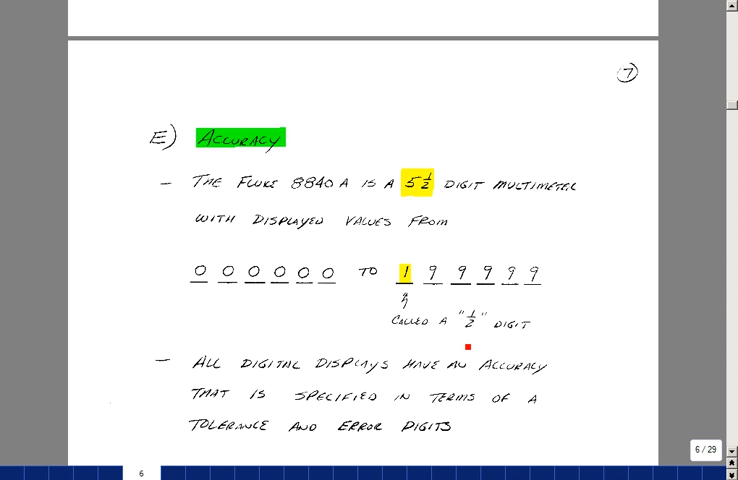 7
E) ACCURACY
- THE FLUKE 8840A IS A 5 1/2 DIGIT MULTIMETER
WITH DISPLAYED VALUES FROM
0 0 0 0 0 0 TO 1 9 9 9 9 9
CALLED A "1/2" DIGIT
- ALL DIGITAL DISPLAYS HAVE AN ACCURACY
THAT IS SPECIFIED IN TERMS OF A
TOLERANCE AND ERROR DIGITS
6 / 29
6